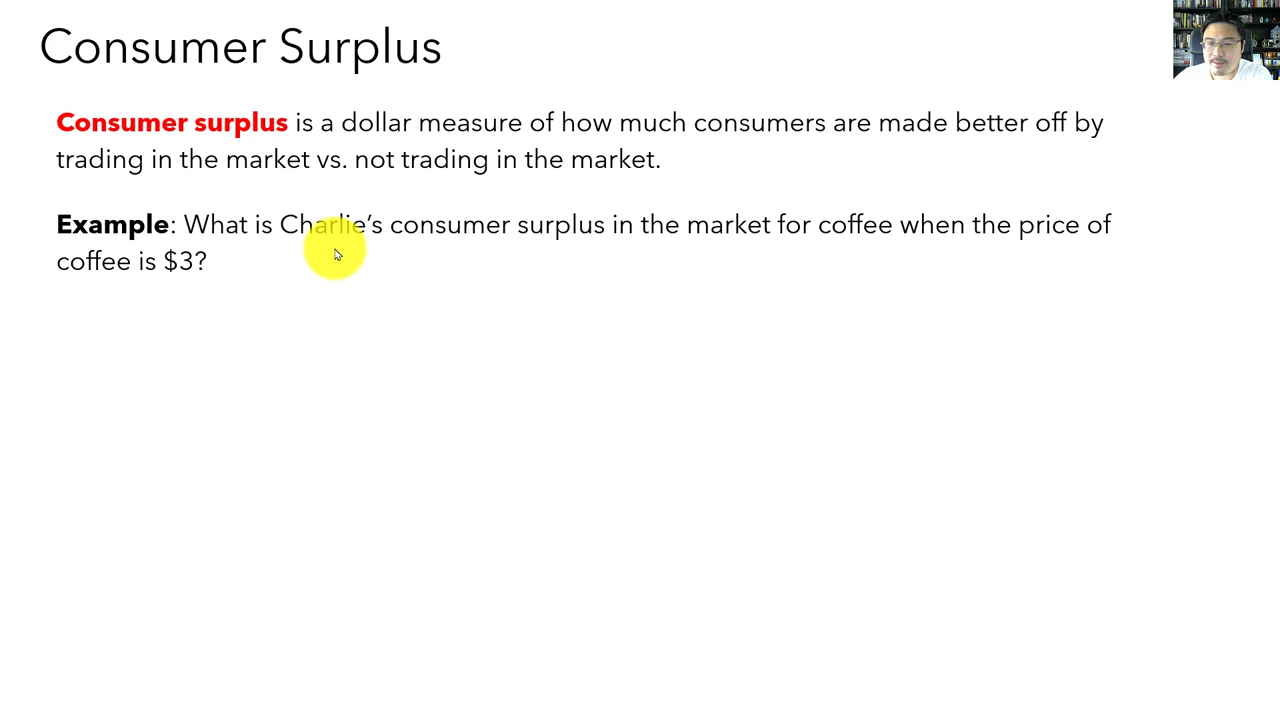 Consumer Surplus
Consumer surplus is a dollar measure of how much consumers are made better off by
trading in the market vs. not trading in the market.
Example: What is Charlie’s consumer surplus in the market for coffee when the price of
coffee is $3?